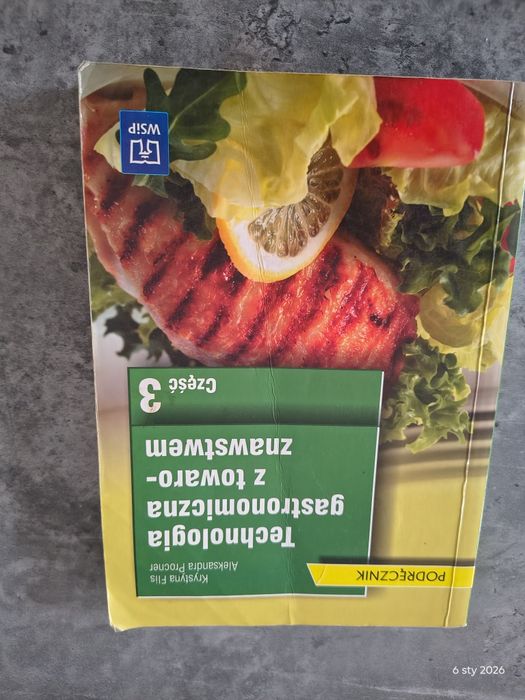 PODRĘCZNIK
Krystyna Flis
Aleksandra Procner
Technologia
gastronomiczna
z towaro-
znawstwem
Część 3
WSiP
6 sty 2026